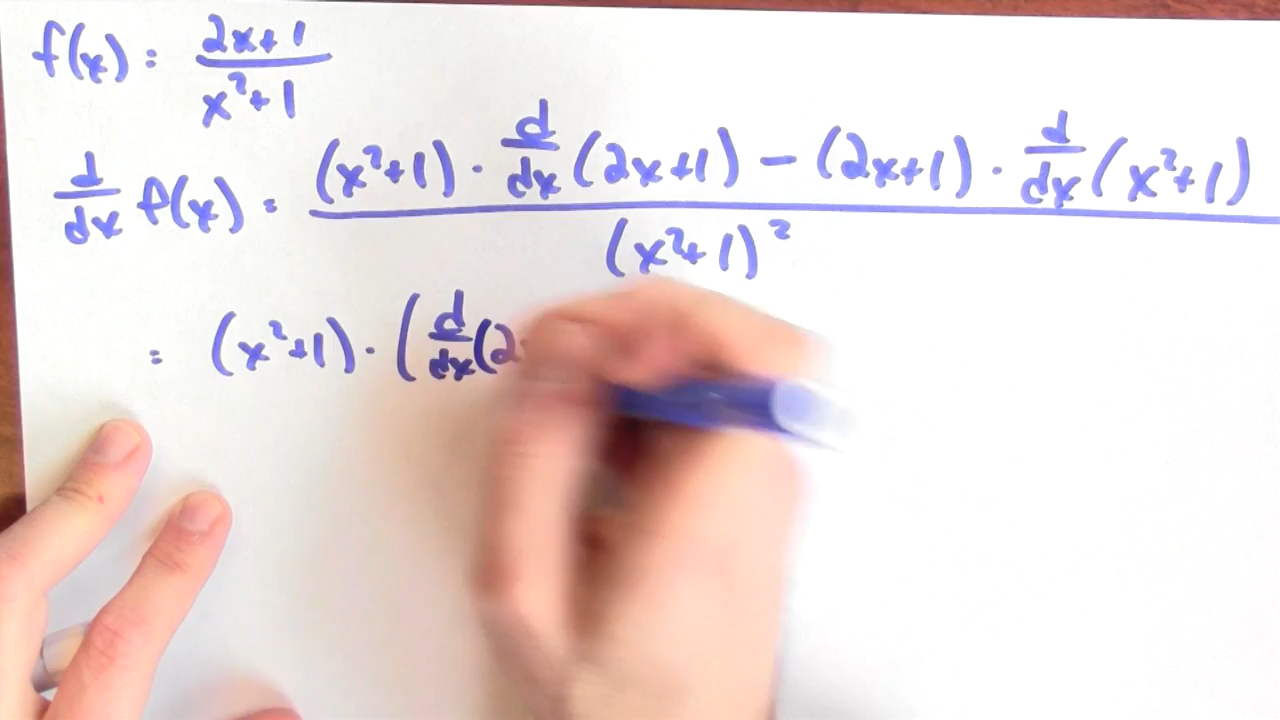 f(x) = 2x+1 / x²+1
d/dx f(x) = (x²+1) · d/dx (2x+1) − (2x+1) · d/dx (x²+1) / (x²+1)²
= (x²+1) · (d/dx (2